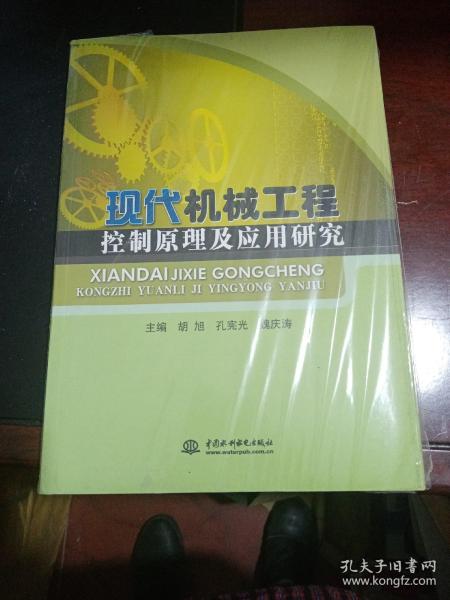 现代机械工程
控制原理及应用研究
XIANDAI JIXIE GONGCHENG
KONGZHI YUANLI JI YINGYONG YANJIU
主编 胡 旭 孔宪光 魏庆涛
中国水利水电出版社
www.waterpub.com.cn
孔夫子旧书网
www.kongfz.com